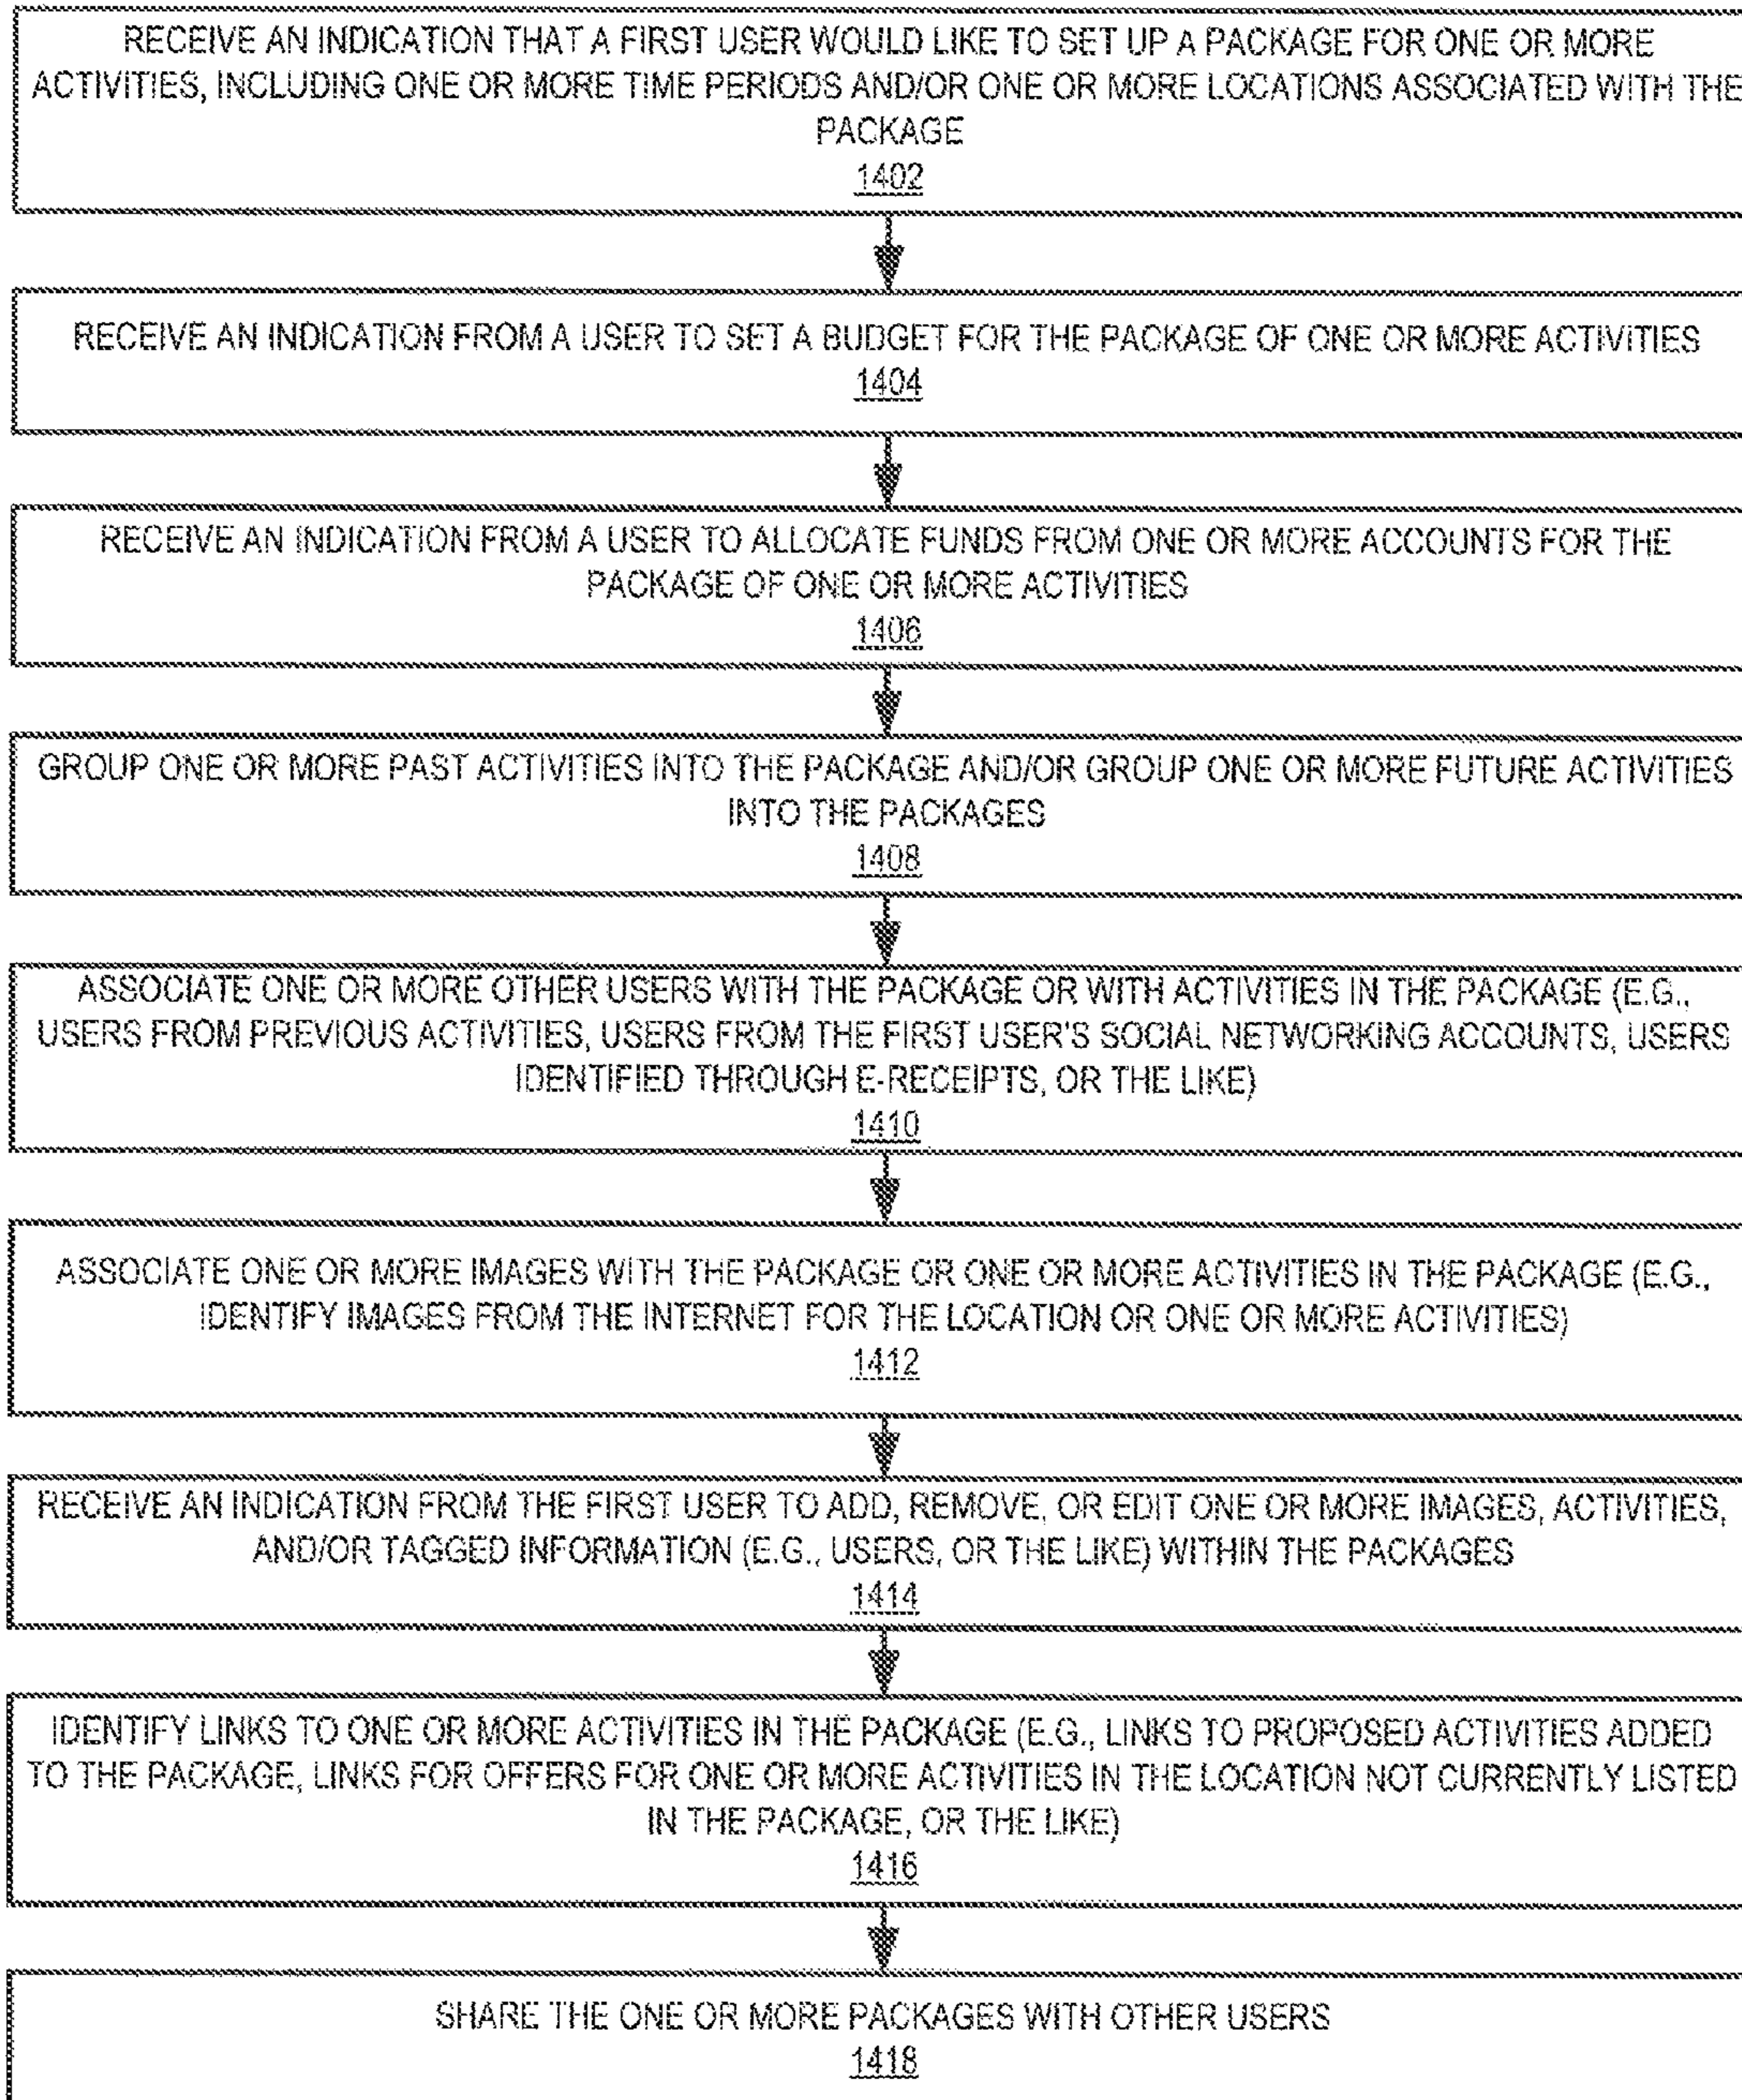 RECEIVE AN INDICATION THAT A FIRST USER WOULD LIKE TO SET UP A PACKAGE FOR ONE OR MORE
ACTIVITIES, INCLUDING ONE OR MORE TIME PERIODS AND/OR ONE OR MORE LOCATIONS ASSOCIATED WITH THE
PACKAGE
1402
RECEIVE AN INDICATION FROM A USER TO SET A BUDGET FOR THE PACKAGE OF ONE OR MORE ACTIVITIES
1404
RECEIVE AN INDICATION FROM A USER TO ALLOCATE FUNDS FROM ONE OR MORE ACCOUNTS FOR THE
PACKAGE OF ONE OR MORE ACTIVITIES
1406
GROUP ONE OR MORE PAST ACTIVITIES INTO THE PACKAGE AND/OR GROUP ONE OR MORE FUTURE ACTIVITIES
INTO THE PACKAGES
1408
ASSOCIATE ONE OR MORE OTHER USERS WITH THE PACKAGE OR WITH ACTIVITIES IN THE PACKAGE (E.G.,
USERS FROM PREVIOUS ACTIVITIES, USERS FROM THE FIRST USER'S SOCIAL NETWORKING ACCOUNTS, USERS
IDENTIFIED THROUGH E-RECEIPTS, OR THE LIKE)
1410
ASSOCIATE ONE OR MORE IMAGES WITH THE PACKAGE OR ONE OR MORE ACTIVITIES IN THE PACKAGE (E.G.,
IDENTIFY IMAGES FROM THE INTERNET FOR THE LOCATION OR ONE OR MORE ACTIVITIES)
1412
RECEIVE AN INDICATION FROM THE FIRST USER TO ADD, REMOVE, OR EDIT ONE OR MORE IMAGES, ACTIVITIES,
AND/OR TAGGED INFORMATION (E.G., USERS, OR THE LIKE) WITHIN THE PACKAGES
1414
IDENTIFY LINKS TO ONE OR MORE ACTIVITIES IN THE PACKAGE (E.G., LINKS TO PROPOSED ACTIVITIES ADDED
TO THE PACKAGE, LINKS FOR OFFERS FOR ONE OR MORE ACTIVITIES IN THE LOCATION NOT CURRENTLY LISTED
IN THE PACKAGE, OR THE LIKE)
1416
SHARE THE ONE OR MORE PACKAGES WITH OTHER USERS
1418